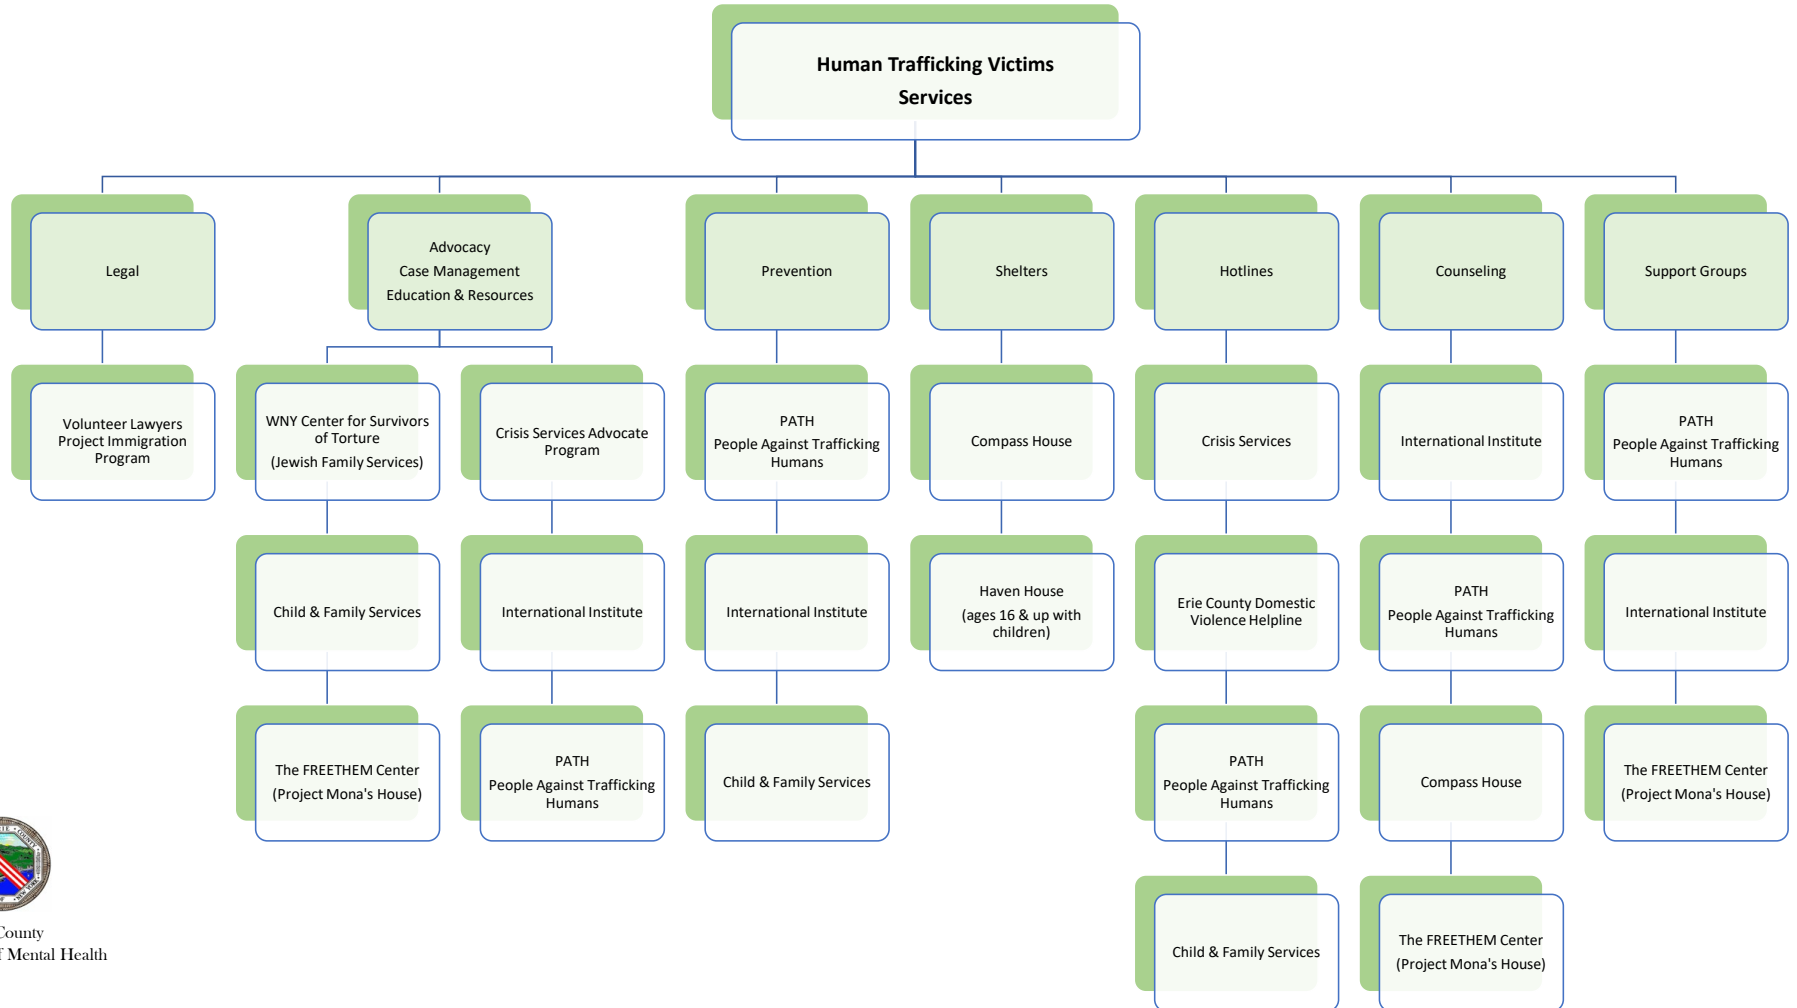 Human Trafficking Victims
Services
Legal
Advocacy
Case Management
Education & Resources
Prevention
Shelters
Hotlines
Counseling
Support Groups
Volunteer Lawyers
Project Immigration
Program
WNY Center for Survivors
of Torture
(Jewish Family Services)
Crisis Services Advocate
Program
PATH
People Against Trafficking
Humans
Compass House
Crisis Services
International Institute
PATH
People Against Trafficking
Humans
Child & Family Services
International Institute
International Institute
Haven House
(ages 16 & up with
children)
Erie County Domestic
Violence Helpline
PATH
People Against Trafficking
Humans
International Institute
The FREETHEM Center
(Project Mona's House)
PATH
People Against Trafficking
Humans
Child & Family Services
PATH
People Against Trafficking
Humans
Compass House
The FREETHEM Center
(Project Mona's House)
Child & Family Services
The FREETHEM Center
(Project Mona's House)
County
Mental Health